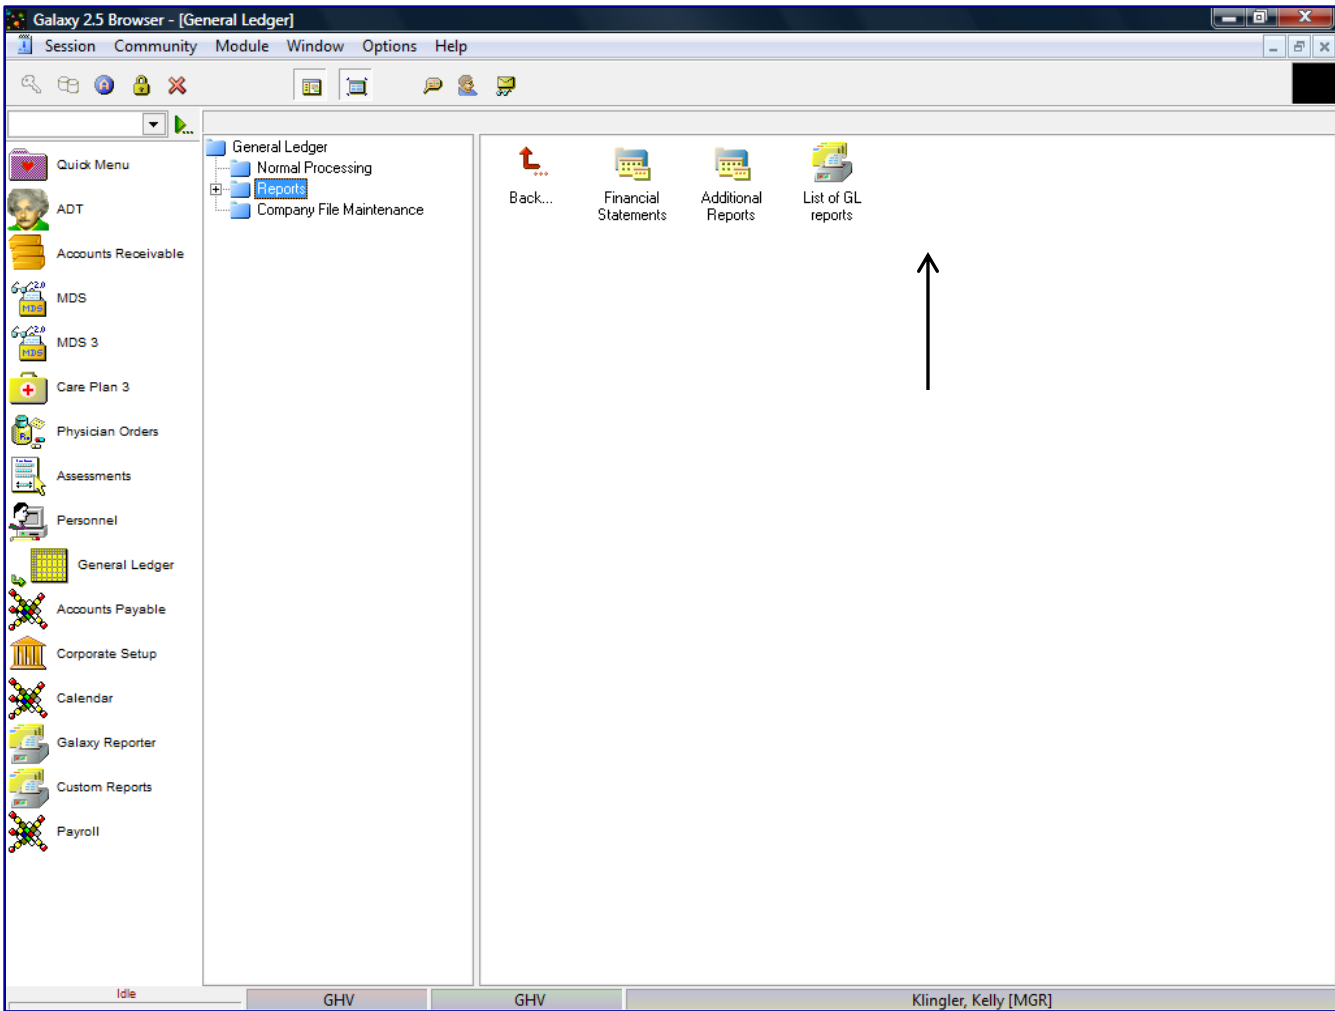 Galaxy 2.5 Browser - [General Ledger]
Session Community Module Window Options Help
Quick Menu
ADT
Accounts Receivable
MDS
MDS 3
Care Plan 3
Physician Orders
Assessments
Personnel
General Ledger
Accounts Payable
Corporate Setup
Calendar
Galaxy Reporter
Custom Reports
Payroll
General Ledger
Normal Processing
Reports
Company File Maintenance
Back...
Financial
Statements
Additional
Reports
List of GL
reports
Idle
GHV
GHV
Klingler, Kelly [MGR]